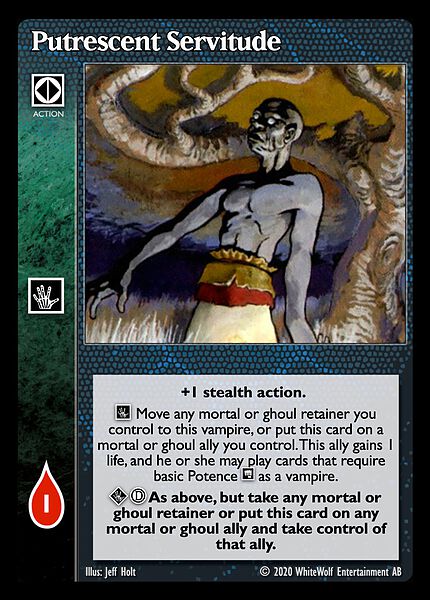 Putrescent Servitude
ACTION
+1 stealth action.
Move any mortal or ghoul retainer you
control to this vampire, or put this card on a
mortal or ghoul ally you control. This ally gains 1
life, and he or she may play cards that require
basic Potence as a vampire.
D As above, but take any mortal or
ghoul retainer or put this card on any
mortal or ghoul ally and take control of
that ally.
1
Illus: Jeff Holt © 2020 WhiteWolf Entertainment AB